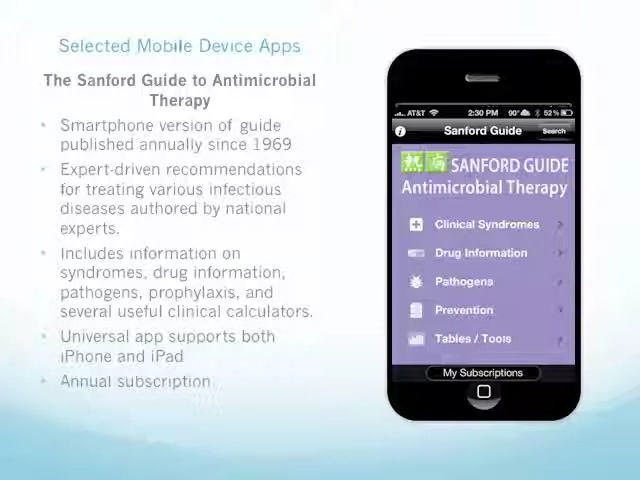 Selected Mobile Device Apps
The Sanford Guide to Antimicrobial
Therapy
• Smartphone version of guide
published annually since 1969
• Expert-driven recommendations
for treating various infectious
diseases authored by national
experts.
• Includes information on
syndromes, drug information,
pathogens, prophylaxis, and
several useful clinical calculators.
• Universal app supports both
iPhone and iPad
• Annual subscription
AT&T 2:30 PM 90° 52%
Sanford Guide Search
SANFORD GUIDE
Antimicrobial Therapy
Clinical Syndromes
Drug Information
Pathogens
Prevention
Tables / Tools
My Subscriptions